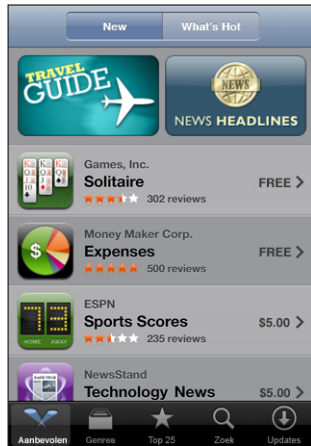 New
What's Hot
TRAVEL
GUIDE
NEWS
NEWS HEADLINES
Games, Inc.
Solitaire
FREE
302 reviews
Money Maker Corp.
Expenses
FREE
500 reviews
ESPN
Sports Scores
$5.00
235 reviews
HOME AWAY
NewsStand
Technology News
$5.00
Aanbevolen
Genres
Top 25
Zoek
Updates